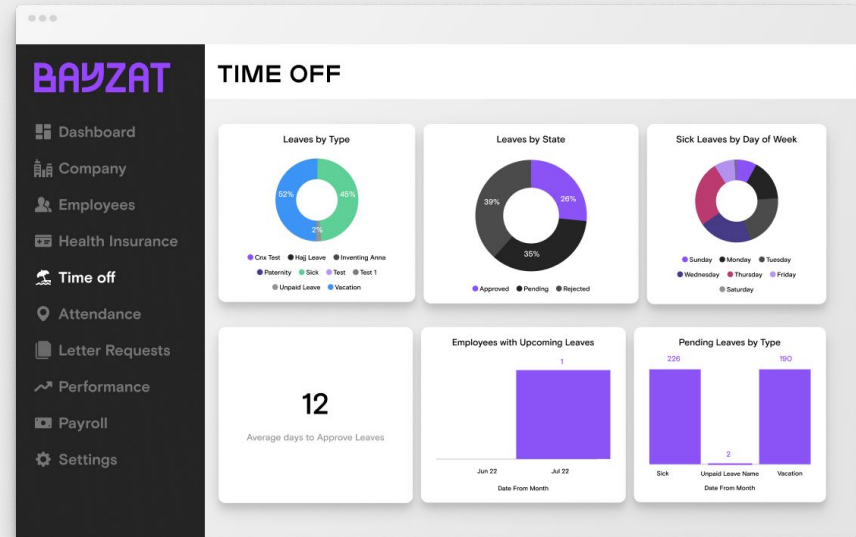 BAYZAT
TIME OFF
Dashboard
Company
Employees
Health Insurance
Time off
Attendance
Letter Requests
Performance
Payroll
Settings
Leaves by Type
52%
45%
2%
Cnx Test Hajj Leave Inventing Anna
Paternity Sick Test Test 1
Unpaid Leave Vacation
Leaves by State
39%
26%
35%
Approved Pending Rejected
Sick Leaves by Day of Week
Sunday Monday Tuesday
Wednesday Thursday Friday
Saturday
12
Average days to Approve Leaves
Employees with Upcoming Leaves
1
Jun 22 Jul 22
Date From Month
Pending Leaves by Type
226 190
2
Sick Unpaid Leave Name Vacation
Date From Month